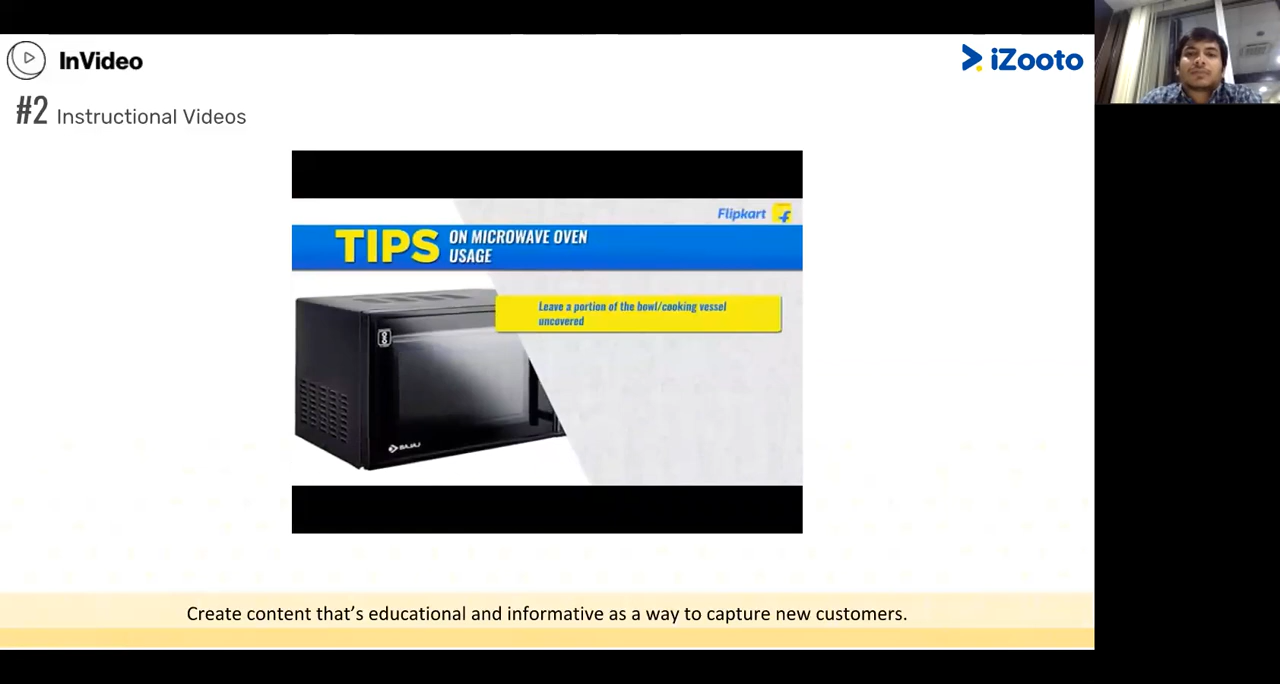 InVideo
iZooto
#2 Instructional Videos
Flipkart
TIPS ON MICROWAVE OVEN
USAGE
Leave a portion of the bowl/cooking vessel
uncovered
BAJAJ
Create content that's educational and informative as a way to capture new customers.